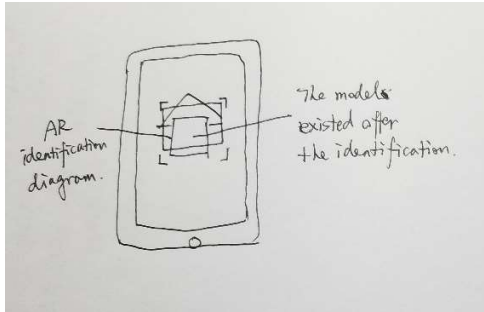 AR
identification
diagram.
The models
existed after
the identification.